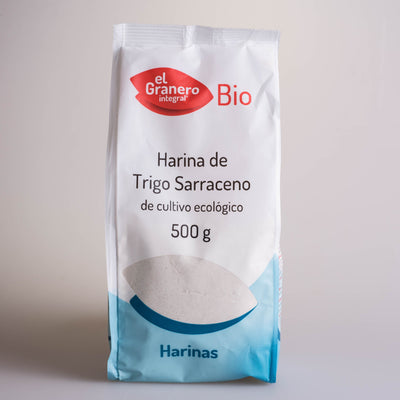 el
Granero
integral
Bio
Harina de
Trigo Sarraceno
de cultivo ecológico
500 g
Harinas